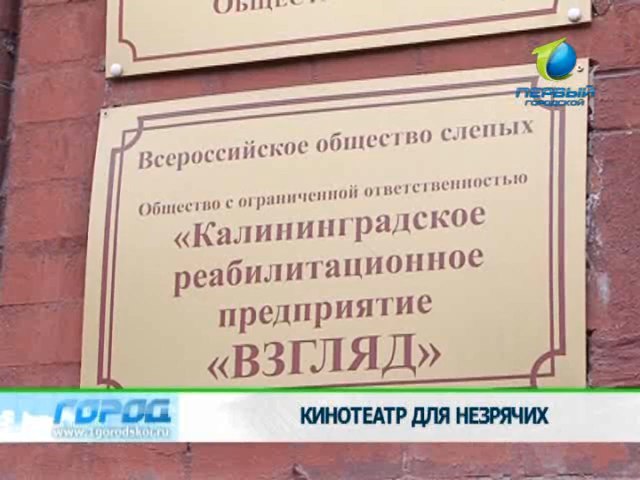 ПЕРВЫЙ
ГОРОДСКОЙ
Всероссийское общество слепых
Общество с ограниченной ответственностью
«Калининградское
реабилитационное
предприятие
«ВЗГЛЯД»
ГОРОД
www.1gorodskoi.ru
КИНОТЕАТР ДЛЯ НЕЗРЯЧИХ